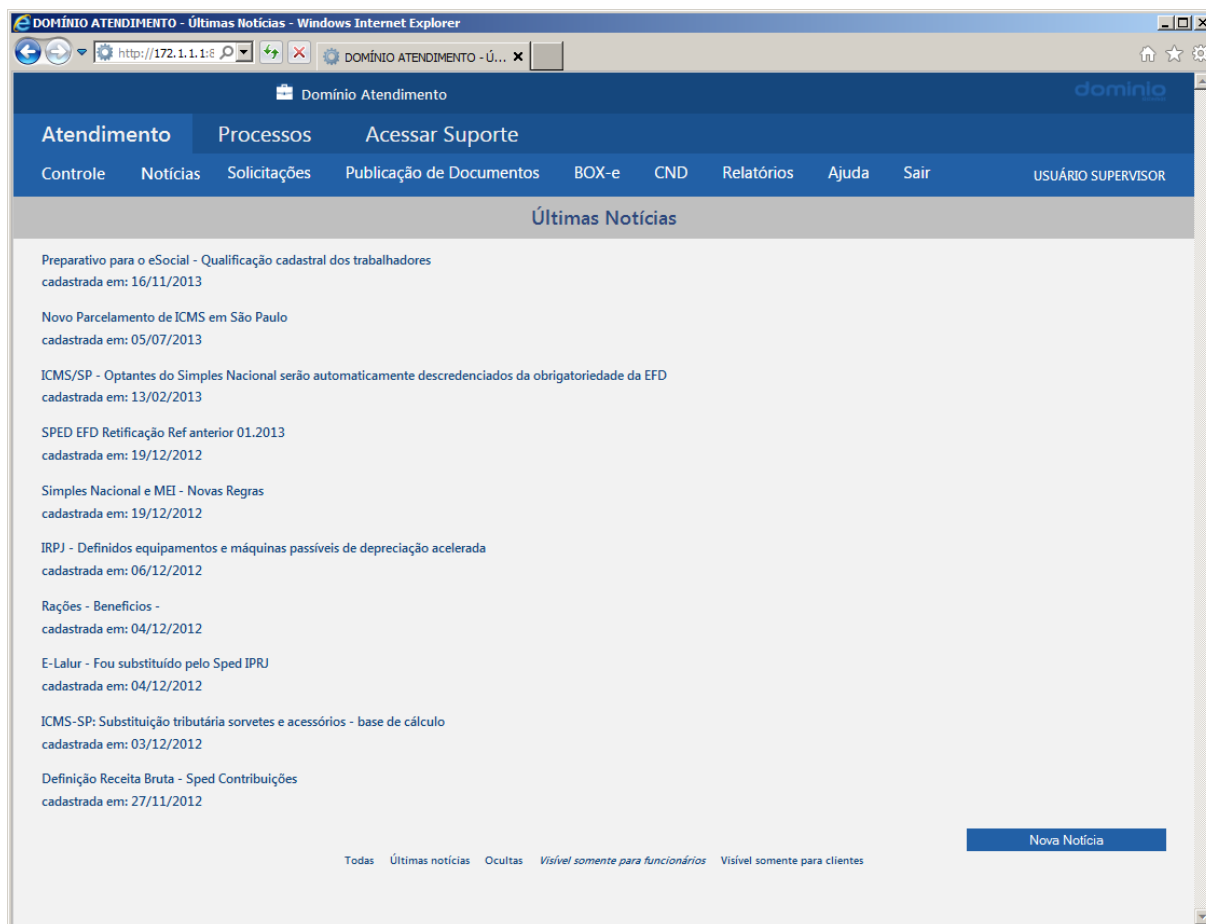 DOMÍNIO ATENDIMENTO - Últimas Notícias - Windows Internet Explorer
http://172.1.1.1:8
DOMÍNIO ATENDIMENTO - Ú...
Domínio Atendimento
domínio
Atendimento Processos Acessar Suporte
Controle Notícias Solicitações Publicação de Documentos BOX-e CND Relatórios Ajuda Sair USUÁRIO SUPERVISOR
Últimas Notícias
Preparativo para o eSocial - Qualificação cadastral dos trabalhadores
cadastrada em: 16/11/2013
Novo Parcelamento de ICMS em São Paulo
cadastrada em: 05/07/2013
ICMS/SP - Optantes do Simples Nacional serão automaticamente descredenciados da obrigatoriedade da EFD
cadastrada em: 13/02/2013
SPED EFD Retificação Ref anterior 01.2013
cadastrada em: 19/12/2012
Simples Nacional e MEI - Novas Regras
cadastrada em: 19/12/2012
IRPJ - Definidos equipamentos e máquinas passíveis de depreciação acelerada
cadastrada em: 06/12/2012
Rações - Beneficios -
cadastrada em: 04/12/2012
E-Lalur - Fou substituído pelo Sped IPRJ
cadastrada em: 04/12/2012
ICMS-SP: Substituição tributária sorvetes e acessórios - base de cálculo
cadastrada em: 03/12/2012
Definição Receita Bruta - Sped Contribuições
cadastrada em: 27/11/2012
Nova Notícia
Todas Últimas notícias Ocultas Visível somente para funcionários Visível somente para clientes